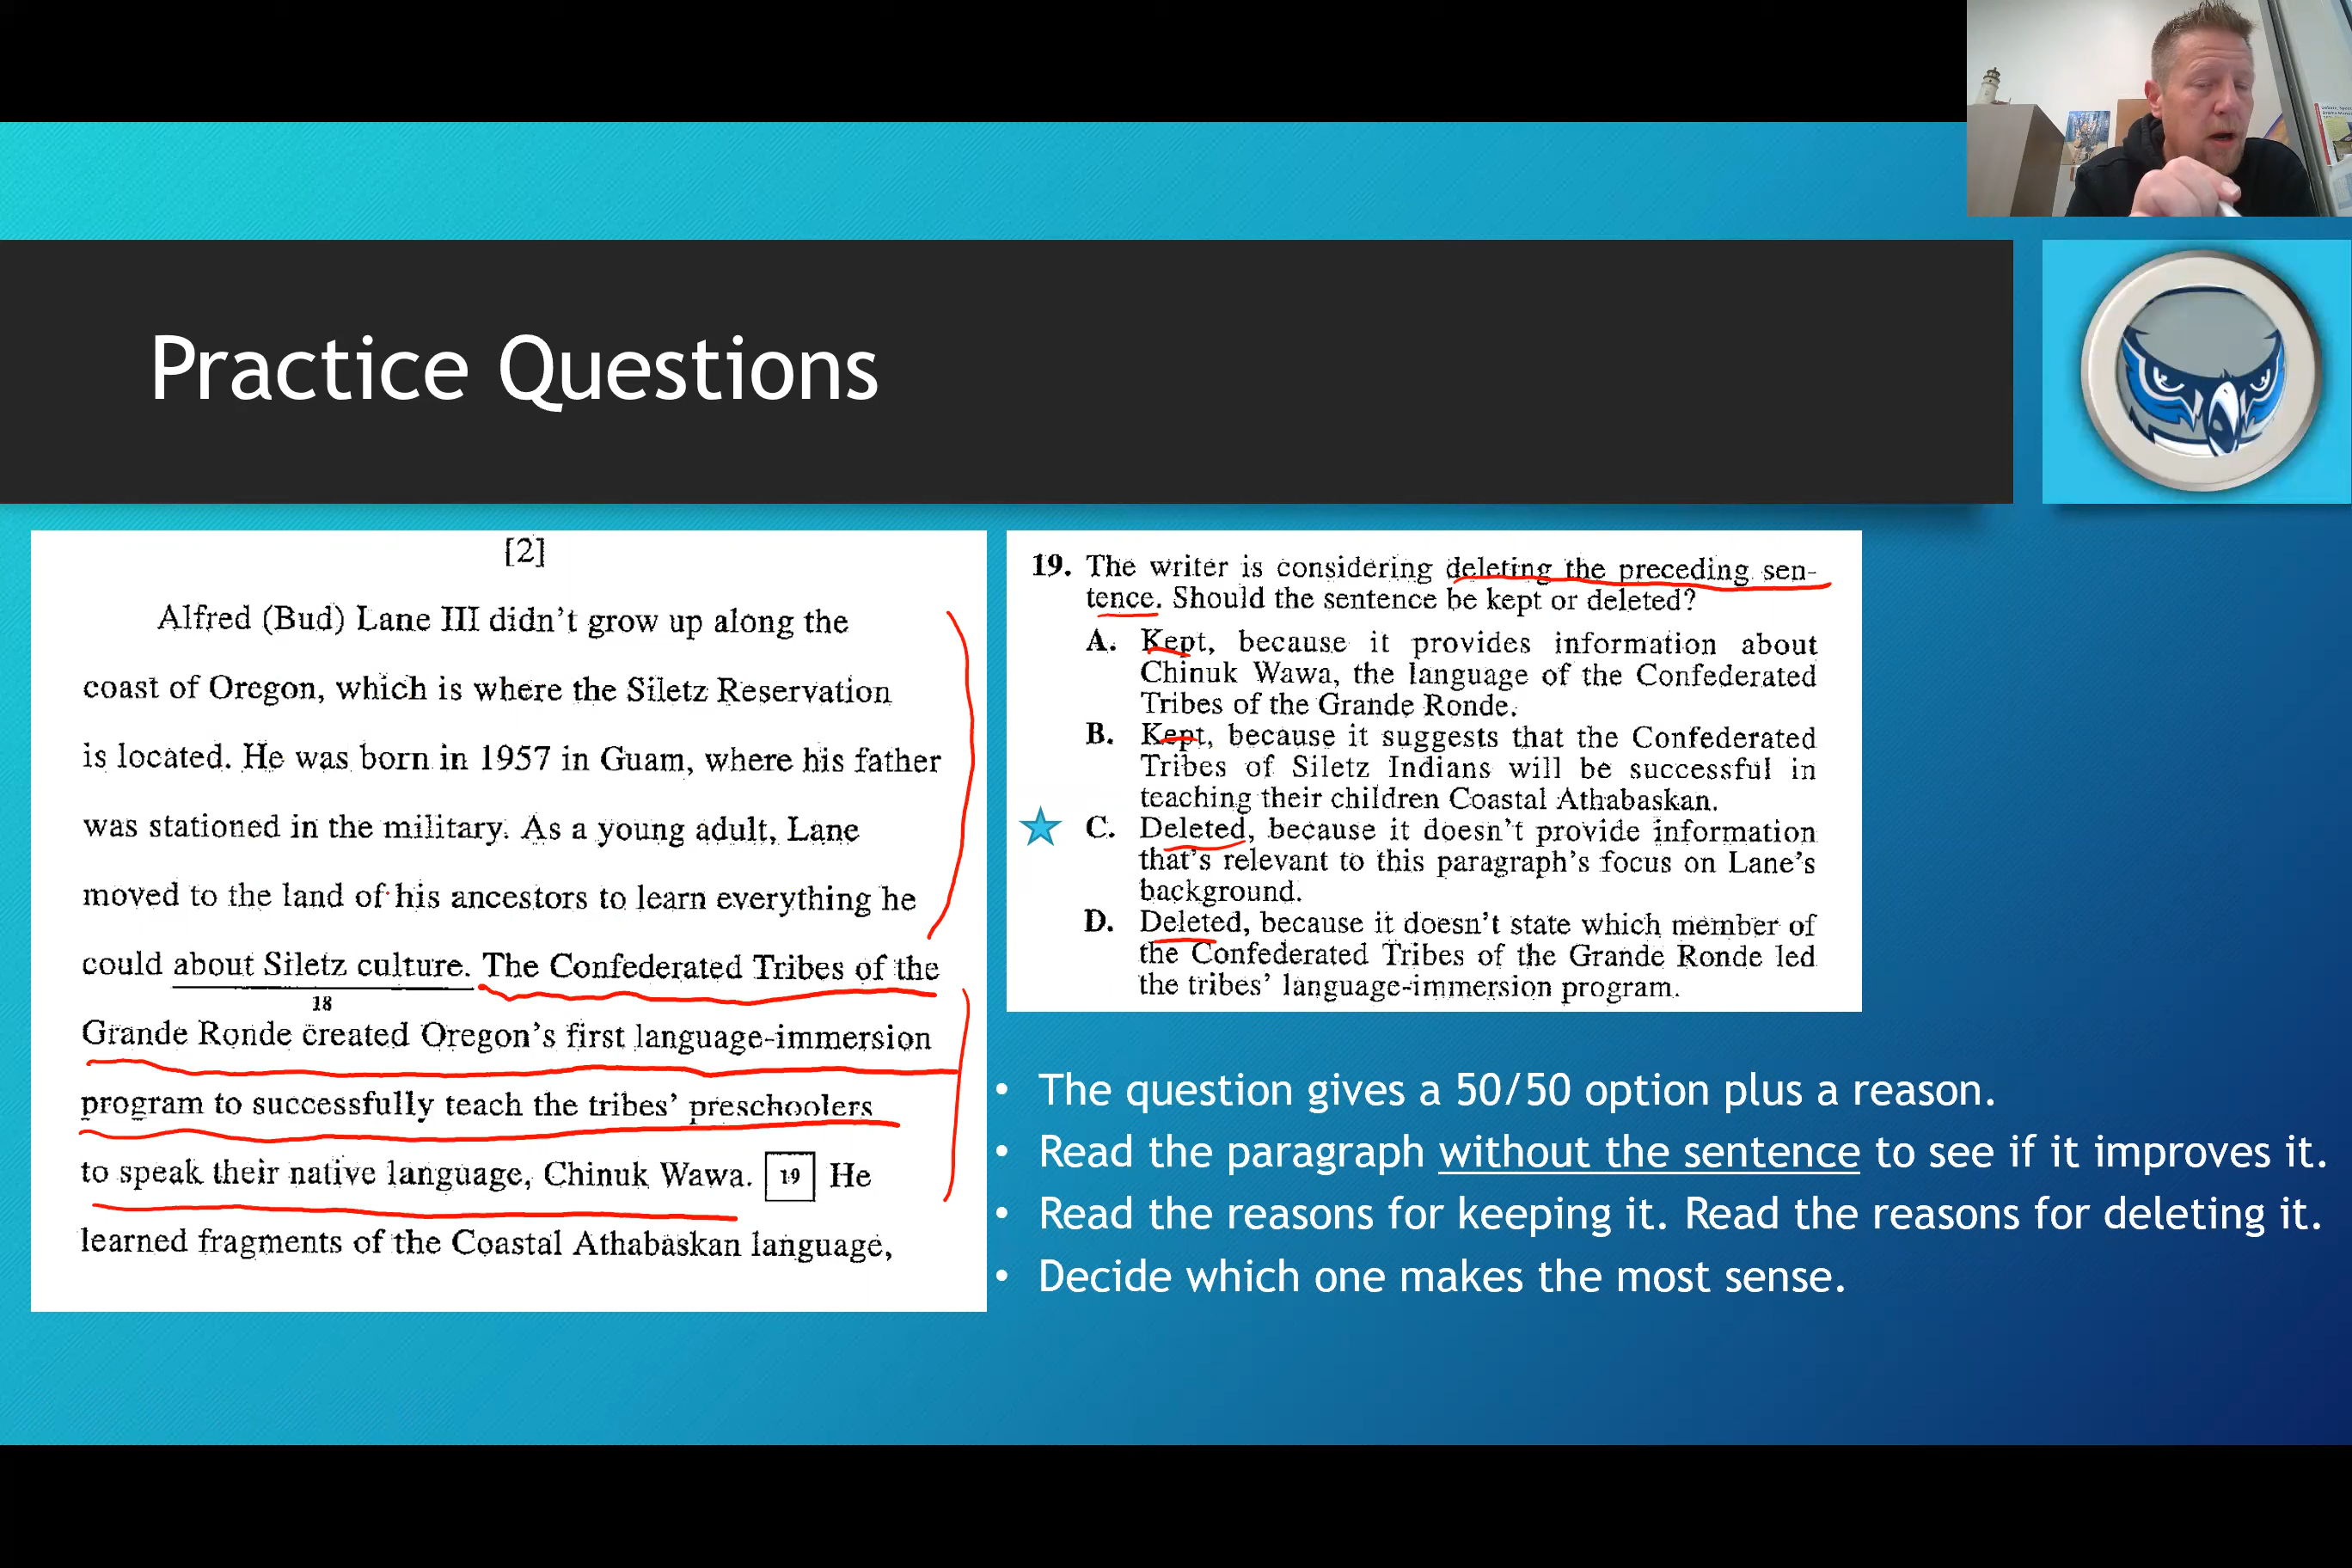 Practice Questions
[2]
Alfred (Bud) Lane III didn't grow up along the
coast of Oregon, which is where the Siletz Reservation
is located. He was born in 1957 in Guam, where his father
was stationed in the military. As a young adult, Lane
moved to the land of his ancestors to learn everything he
could about Siletz culture. The Confederated Tribes of the
18
Grande Ronde created Oregon's first language-immersion
program to successfully teach the tribes' preschoolers
to speak their native language, Chinuk Wawa. 19 He
learned fragments of the Coastal Athabaskan language,
19. The writer is considering deleting the preceding sen-
tence. Should the sentence be kept or deleted?
A. Kept, because it provides information about
Chinuk Wawa, the language of the Confederated
Tribes of the Grande Ronde.
B. Kept, because it suggests that the Confederated
Tribes of Siletz Indians will be successful in
teaching their children Coastal Athabaskan.
C. Deleted, because it doesn't provide information
that's relevant to this paragraph's focus on Lane's
background.
D. Deleted, because it doesn't state which member of
the Confederated Tribes of the Grande Ronde led
the tribes' language-immersion program.
• The question gives a 50/50 option plus a reason.
• Read the paragraph without the sentence to see if it improves it.
• Read the reasons for keeping it. Read the reasons for deleting it.
• Decide which one makes the most sense.